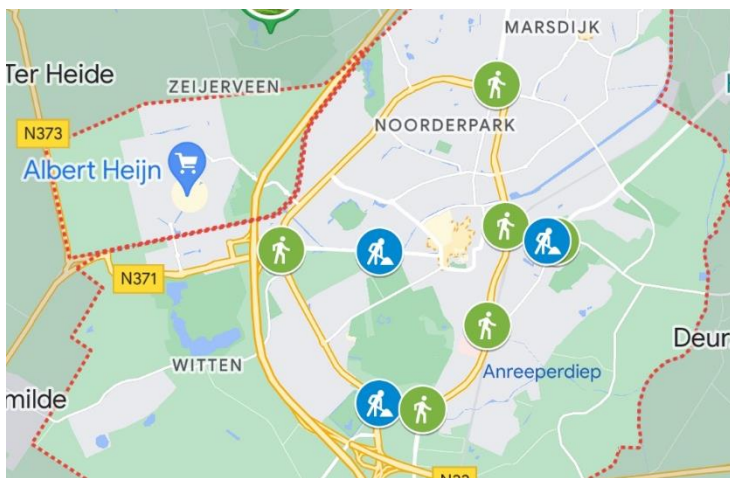 MARSDIJK
Ter Heide
ZEIJERVEEN
N373
NOORDERPARK
Albert Heijn
N371
Deur
WITTEN
Anreeperdiep
milde